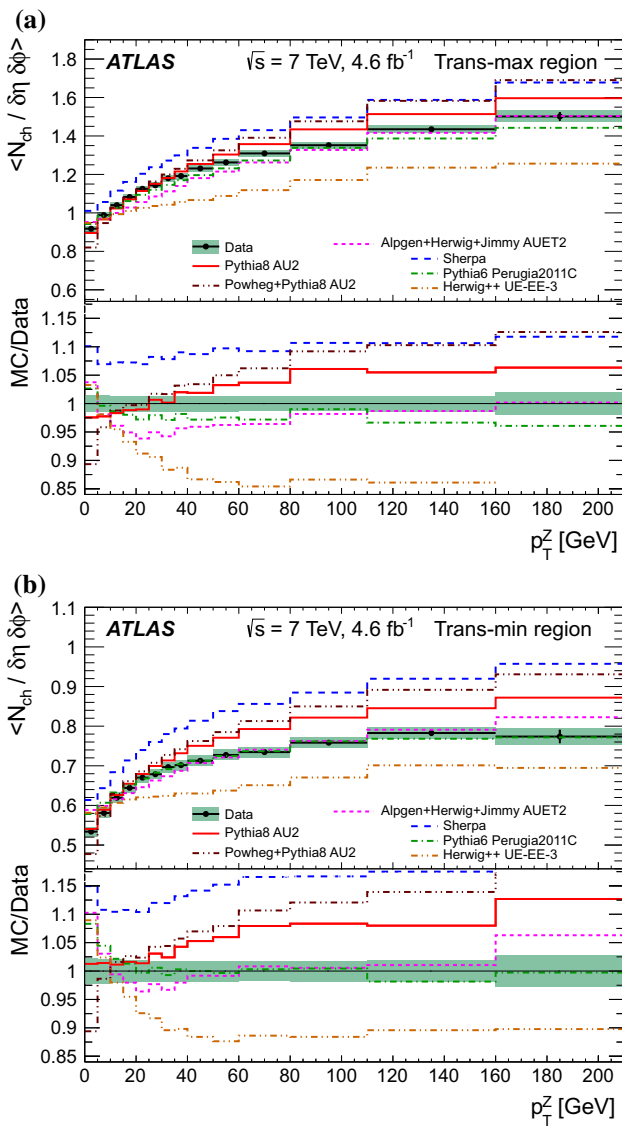 (a)
<N_ch / δη δφ>
1.8
1.6
1.4
1.2
1.0
0.8
0.6
ATLAS √s = 7 TeV, 4.6 fb⁻¹ Trans-max region
Data
Pythia8 AU2
Powheg+Pythia8 AU2
Alpgen+Herwig+Jimmy AUET2
Sherpa
Pythia6 Perugia2011C
Herwig++ UE-EE-3
MC/Data
1.15
1.1
1.05
1
0.95
0.9
0.85
0 20 40 60 80 100 120 140 160 180 200
p_T^Z [GeV]
(b)
<N_ch / δη δφ>
1.1
1
0.9
0.8
0.7
0.6
0.5
ATLAS √s = 7 TeV, 4.6 fb⁻¹ Trans-min region
Data
Pythia8 AU2
Powheg+Pythia8 AU2
Alpgen+Herwig+Jimmy AUET2
Sherpa
Pythia6 Perugia2011C
Herwig++ UE-EE-3
MC/Data
1.15
1.1
1.05
1
0.95
0.9
0.85
0 20 40 60 80 100 120 140 160 180 200
p_T^Z [GeV]